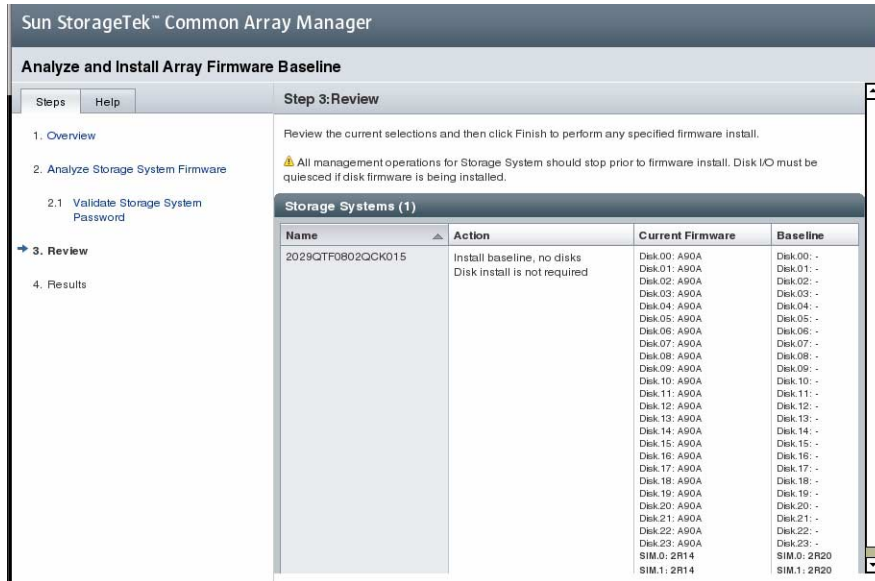 Sun StorageTek™ Common Array Manager
Analyze and Install Array Firmware Baseline
Steps
Help
1. Overview
2. Analyze Storage System Firmware
2.1 Validate Storage System
Password
3. Review
4. Results
Step 3:Review
Review the current selections and then click Finish to perform any specified firmware install.
All management operations for Storage System should stop prior to firmware install. Disk I/O must be
quiesced if disk firmware is being installed.
Storage Systems (1)
Name Action Current Firmware Baseline
2029QTF0802QCK015
Install baseline, no disks
Disk install is not required
Disk.00: A90A Disk.00: -
Disk.01: A90A Disk.01: -
Disk.02: A90A Disk.02: -
Disk.03: A90A Disk.03: -
Disk.04: A90A Disk.04: -
Disk.05: A90A Disk.05: -
Disk.06: A90A Disk.06: -
Disk.07: A90A Disk.07: -
Disk.08: A90A Disk.08: -
Disk.09: A90A Disk.09: -
Disk.10: A90A Disk.10: -
Disk.11: A90A Disk.11: -
Disk.12: A90A Disk.12: -
Disk.13: A90A Disk.13: -
Disk.14: A90A Disk.14: -
Disk.15: A90A Disk.15: -
Disk.16: A90A Disk.16: -
Disk.17: A90A Disk.17: -
Disk.18: A90A Disk.18: -
Disk.19: A90A Disk.19: -
Disk.20: A90A Disk.20: -
Disk.21: A90A Disk.21: -
Disk.22: A90A Disk.22: -
Disk.23: A90A Disk.23: -
SIM.0: 2R14 SIM.0: 2R20
SIM.1: 2R14 SIM.1: 2R20